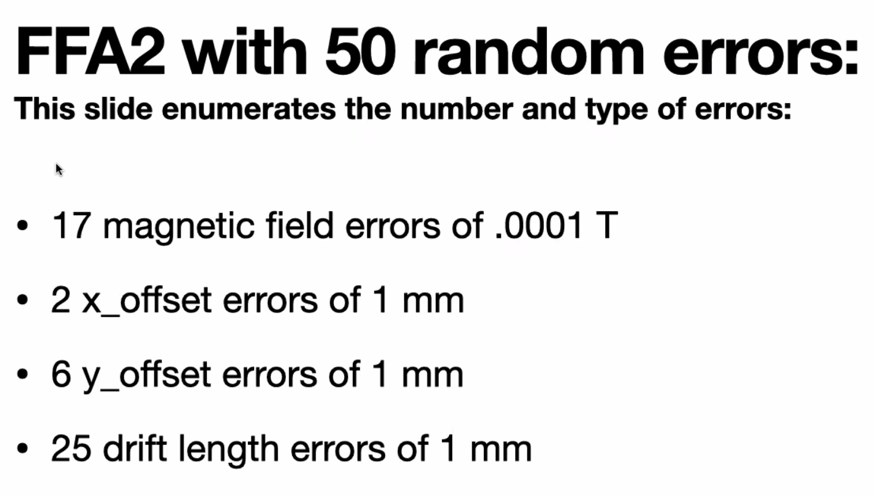 FFA2 with 50 random errors:
This slide enumerates the number and type of errors:
• 17 magnetic field errors of .0001 T
• 2 x_offset errors of 1 mm
• 6 y_offset errors of 1 mm
• 25 drift length errors of 1 mm